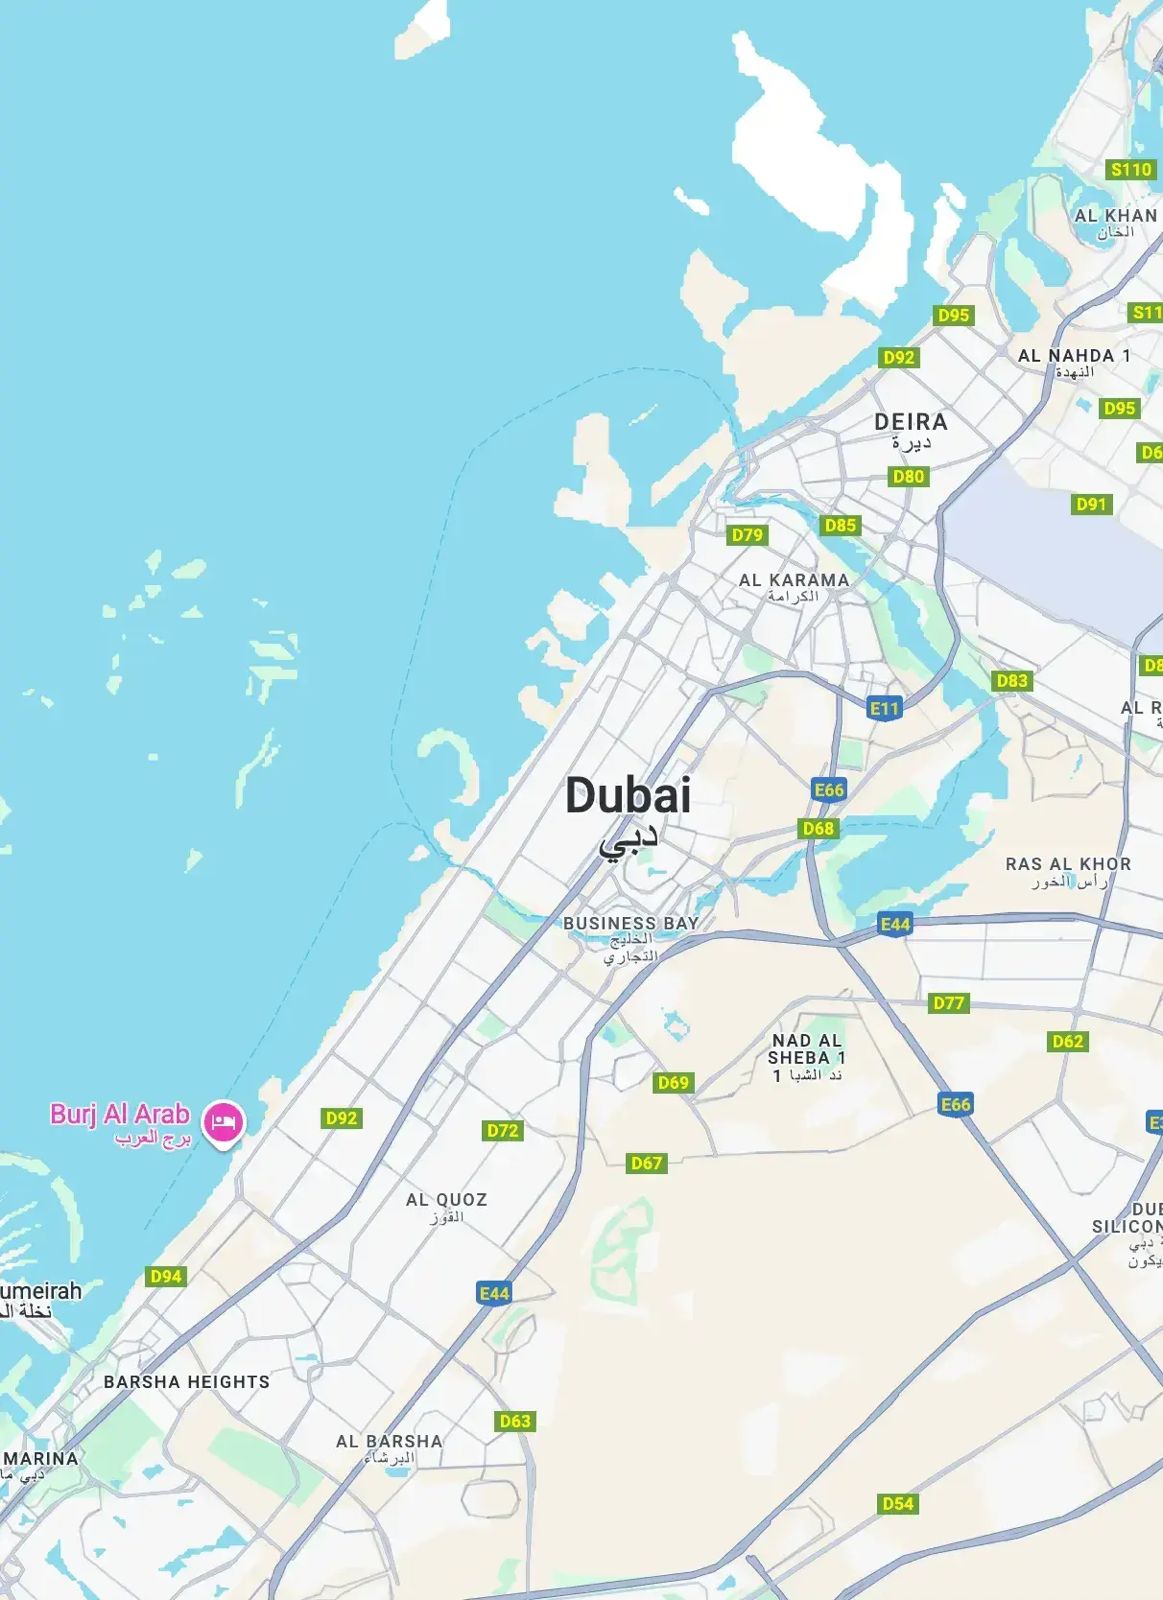 S110
AL KHAN
الخان
S11
D95
D92
AL NAHDA 1
النهدة
D95
DEIRA
ديرة
D6
D80
D91
D85
D79
AL KARAMA
الكرامة
D83
D8
E11
AL R
Dubai
دبي
E66
D68
RAS AL KHOR
رأس الخور
BUSINESS BAY
الخليج
التجاري
E44
D77
D62
NAD AL
SHEBA 1
ند الشبا 1
D69
E66
Burj Al Arab
برج العرب
D92
D72
D67
AL QUOZ
القوز
SILICON
دبي
يكون
D94
umeirah
نخلة
E44
BARSHA HEIGHTS
D63
AL BARSHA
البرشاء
MARINA
دبي ما
D54